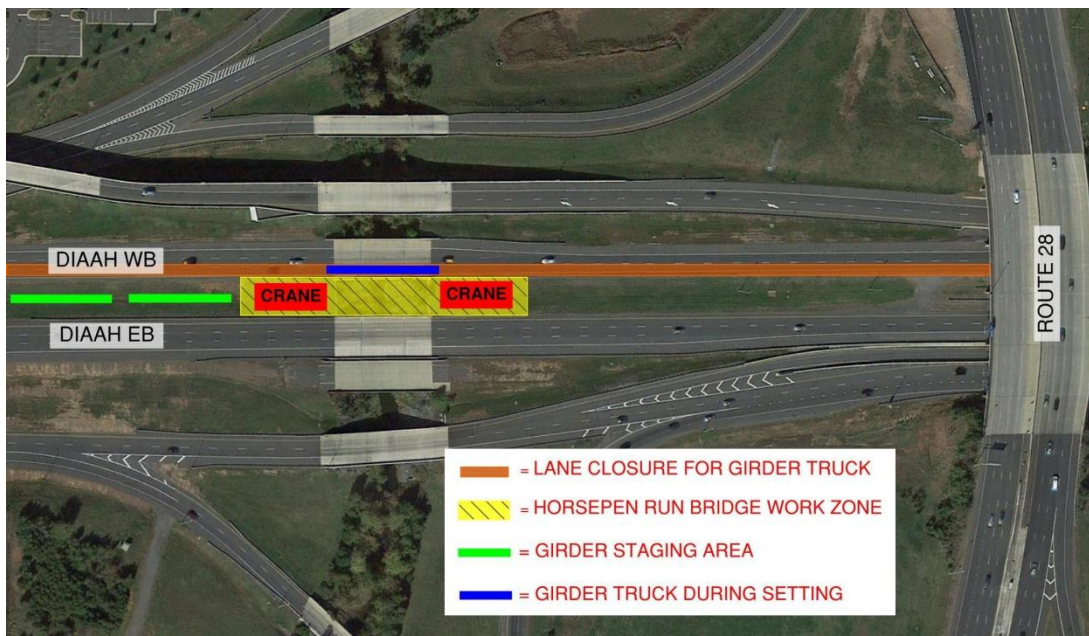 DIAAH WB
CRANE
CRANE
DIAAH EB
ROUTE 28
= LANE CLOSURE FOR GIRDER TRUCK
= HORSEPEN RUN BRIDGE WORK ZONE
= GIRDER STAGING AREA
= GIRDER TRUCK DURING SETTING